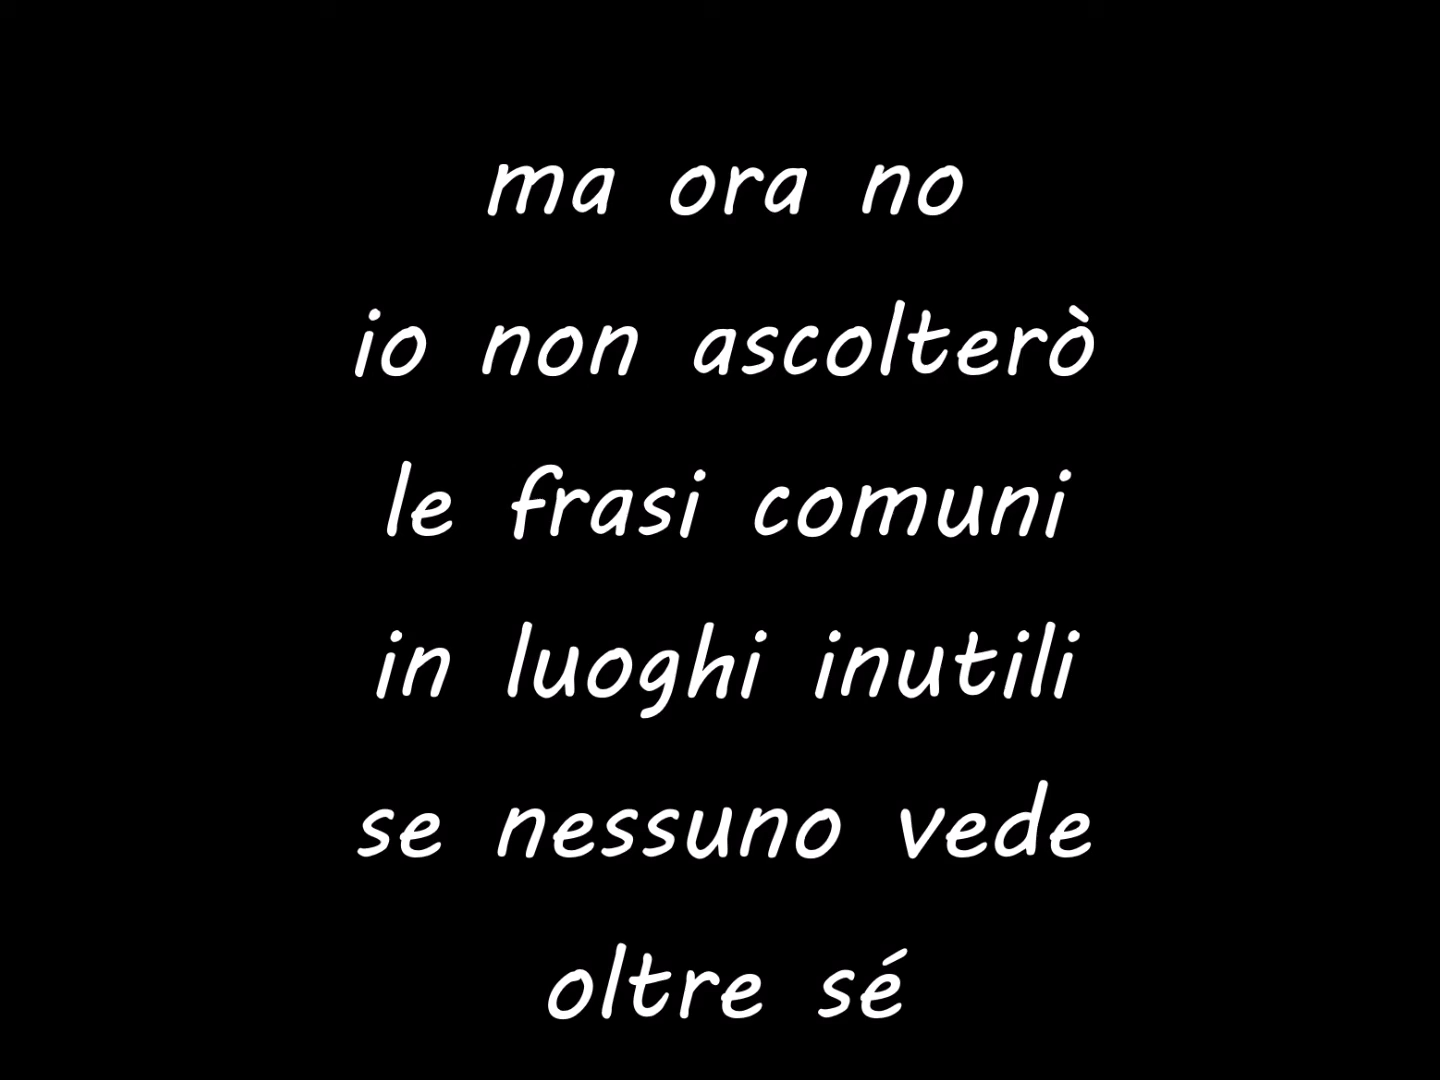 ma ora no
io non ascolterò
le frasi comuni
in luoghi inutili
se nessuno vede
oltre sé